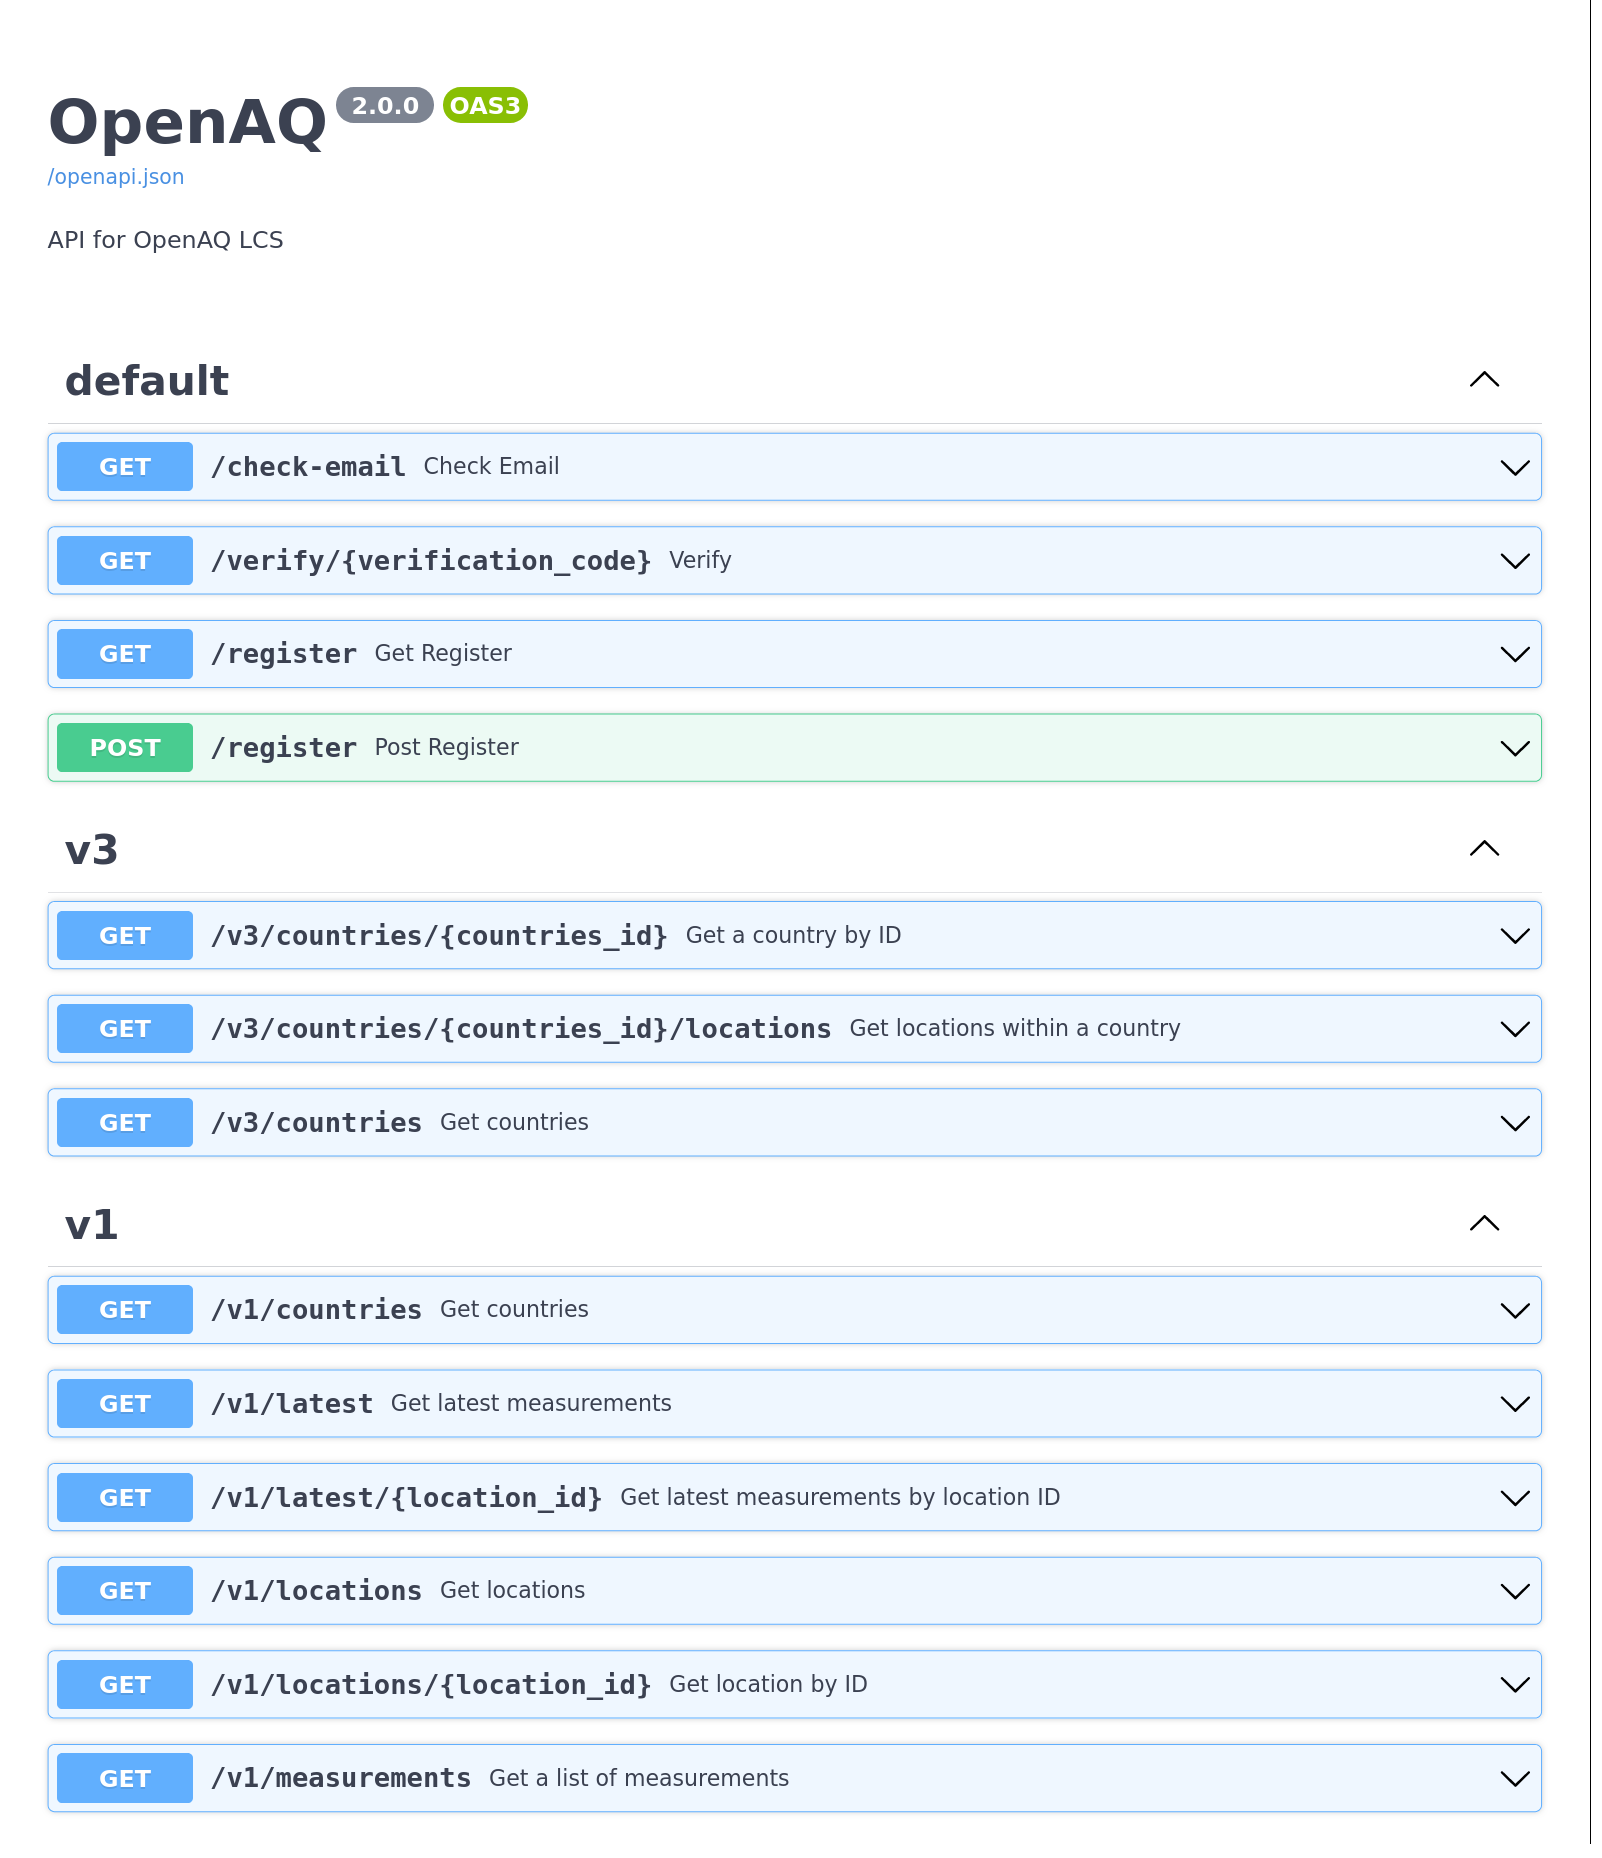 OpenAQ 2.0.0 OAS3
/openapi.json
API for OpenAQ LCS
default
GET /check-email Check Email
GET /verify/{verification_code} Verify
GET /register Get Register
POST /register Post Register
v3
GET /v3/countries/{countries_id} Get a country by ID
GET /v3/countries/{countries_id}/locations Get locations within a country
GET /v3/countries Get countries
v1
GET /v1/countries Get countries
GET /v1/latest Get latest measurements
GET /v1/latest/{location_id} Get latest measurements by location ID
GET /v1/locations Get locations
GET /v1/locations/{location_id} Get location by ID
GET /v1/measurements Get a list of measurements